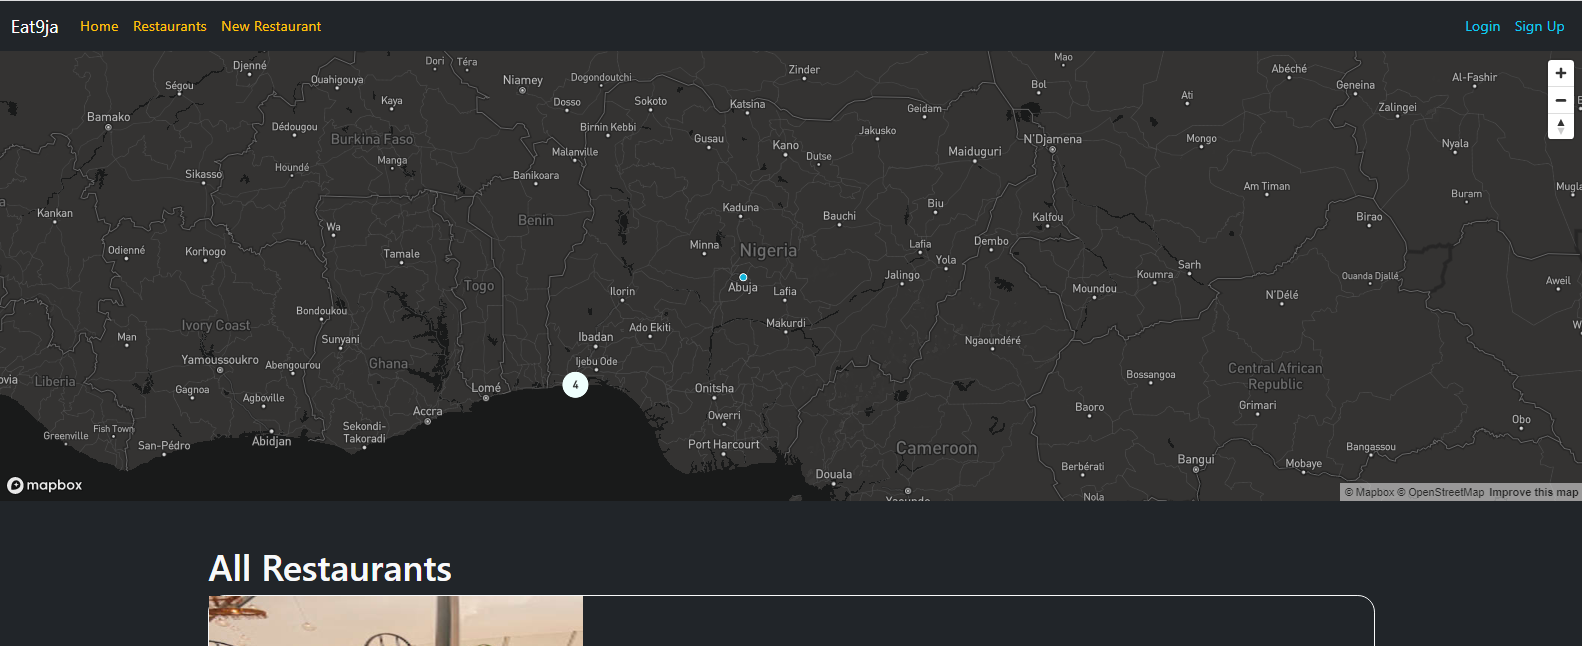 Eat9ja Home Restaurants New Restaurant Login Sign Up
Mao
Djenné
Dori Téra
Zinder
Abéché
Ségou
Ouahigouya
Niamey
Dogondoutchi
Bol
Geneina
Al-Fashir
Kaya
Dosso
Sokoto
Katsina
Geidam
Ati
Zalingei
Bamako
Dédougou
Burkina Faso
Birnin Kebbi
Gusau
Kano
Jakusko
N'Djamena
Mongo
Nyala
Houndé
Manga
Malanville
Dutse
Maiduguri
Sikasso
Banikoara
Am Timan
Buram
Kankan
Benin
Kaduna
Bauchi
Biu
Kalfou
Birao
Wa
Odienné
Korhogo
Tamale
Minna
Nigeria
Lafia
Dembo
Yola
Sarh
Togo
Abuja
Lafia
Ilorin
Jalingo
Koumra
Moundou
Ouanda Djallé
Aweil
N'Délé
Bondoukou
Ivory Coast
Man
Sunyani
Ibadan
Ado Ekiti
Makurdi
Ngaoundéré
Yamoussoukro
Abengourou
Ghana
Ijebu Ode
Liberia
Gagnoa
Agboville
Lomé
4
Onitsha
Bossangoa
Central African
Republic
Accra
Owerri
Baoro
Grimari
Greenville
Fish Town
San-Pédro
Abidjan
Sekondi-
Takoradi
Port Harcourt
Cameroon
Obo
Bangassou
Douala
Berbérati
Bangui
Mobaye
Nola
mapbox
© Mapbox © OpenStreetMap Improve this map
All Restaurants